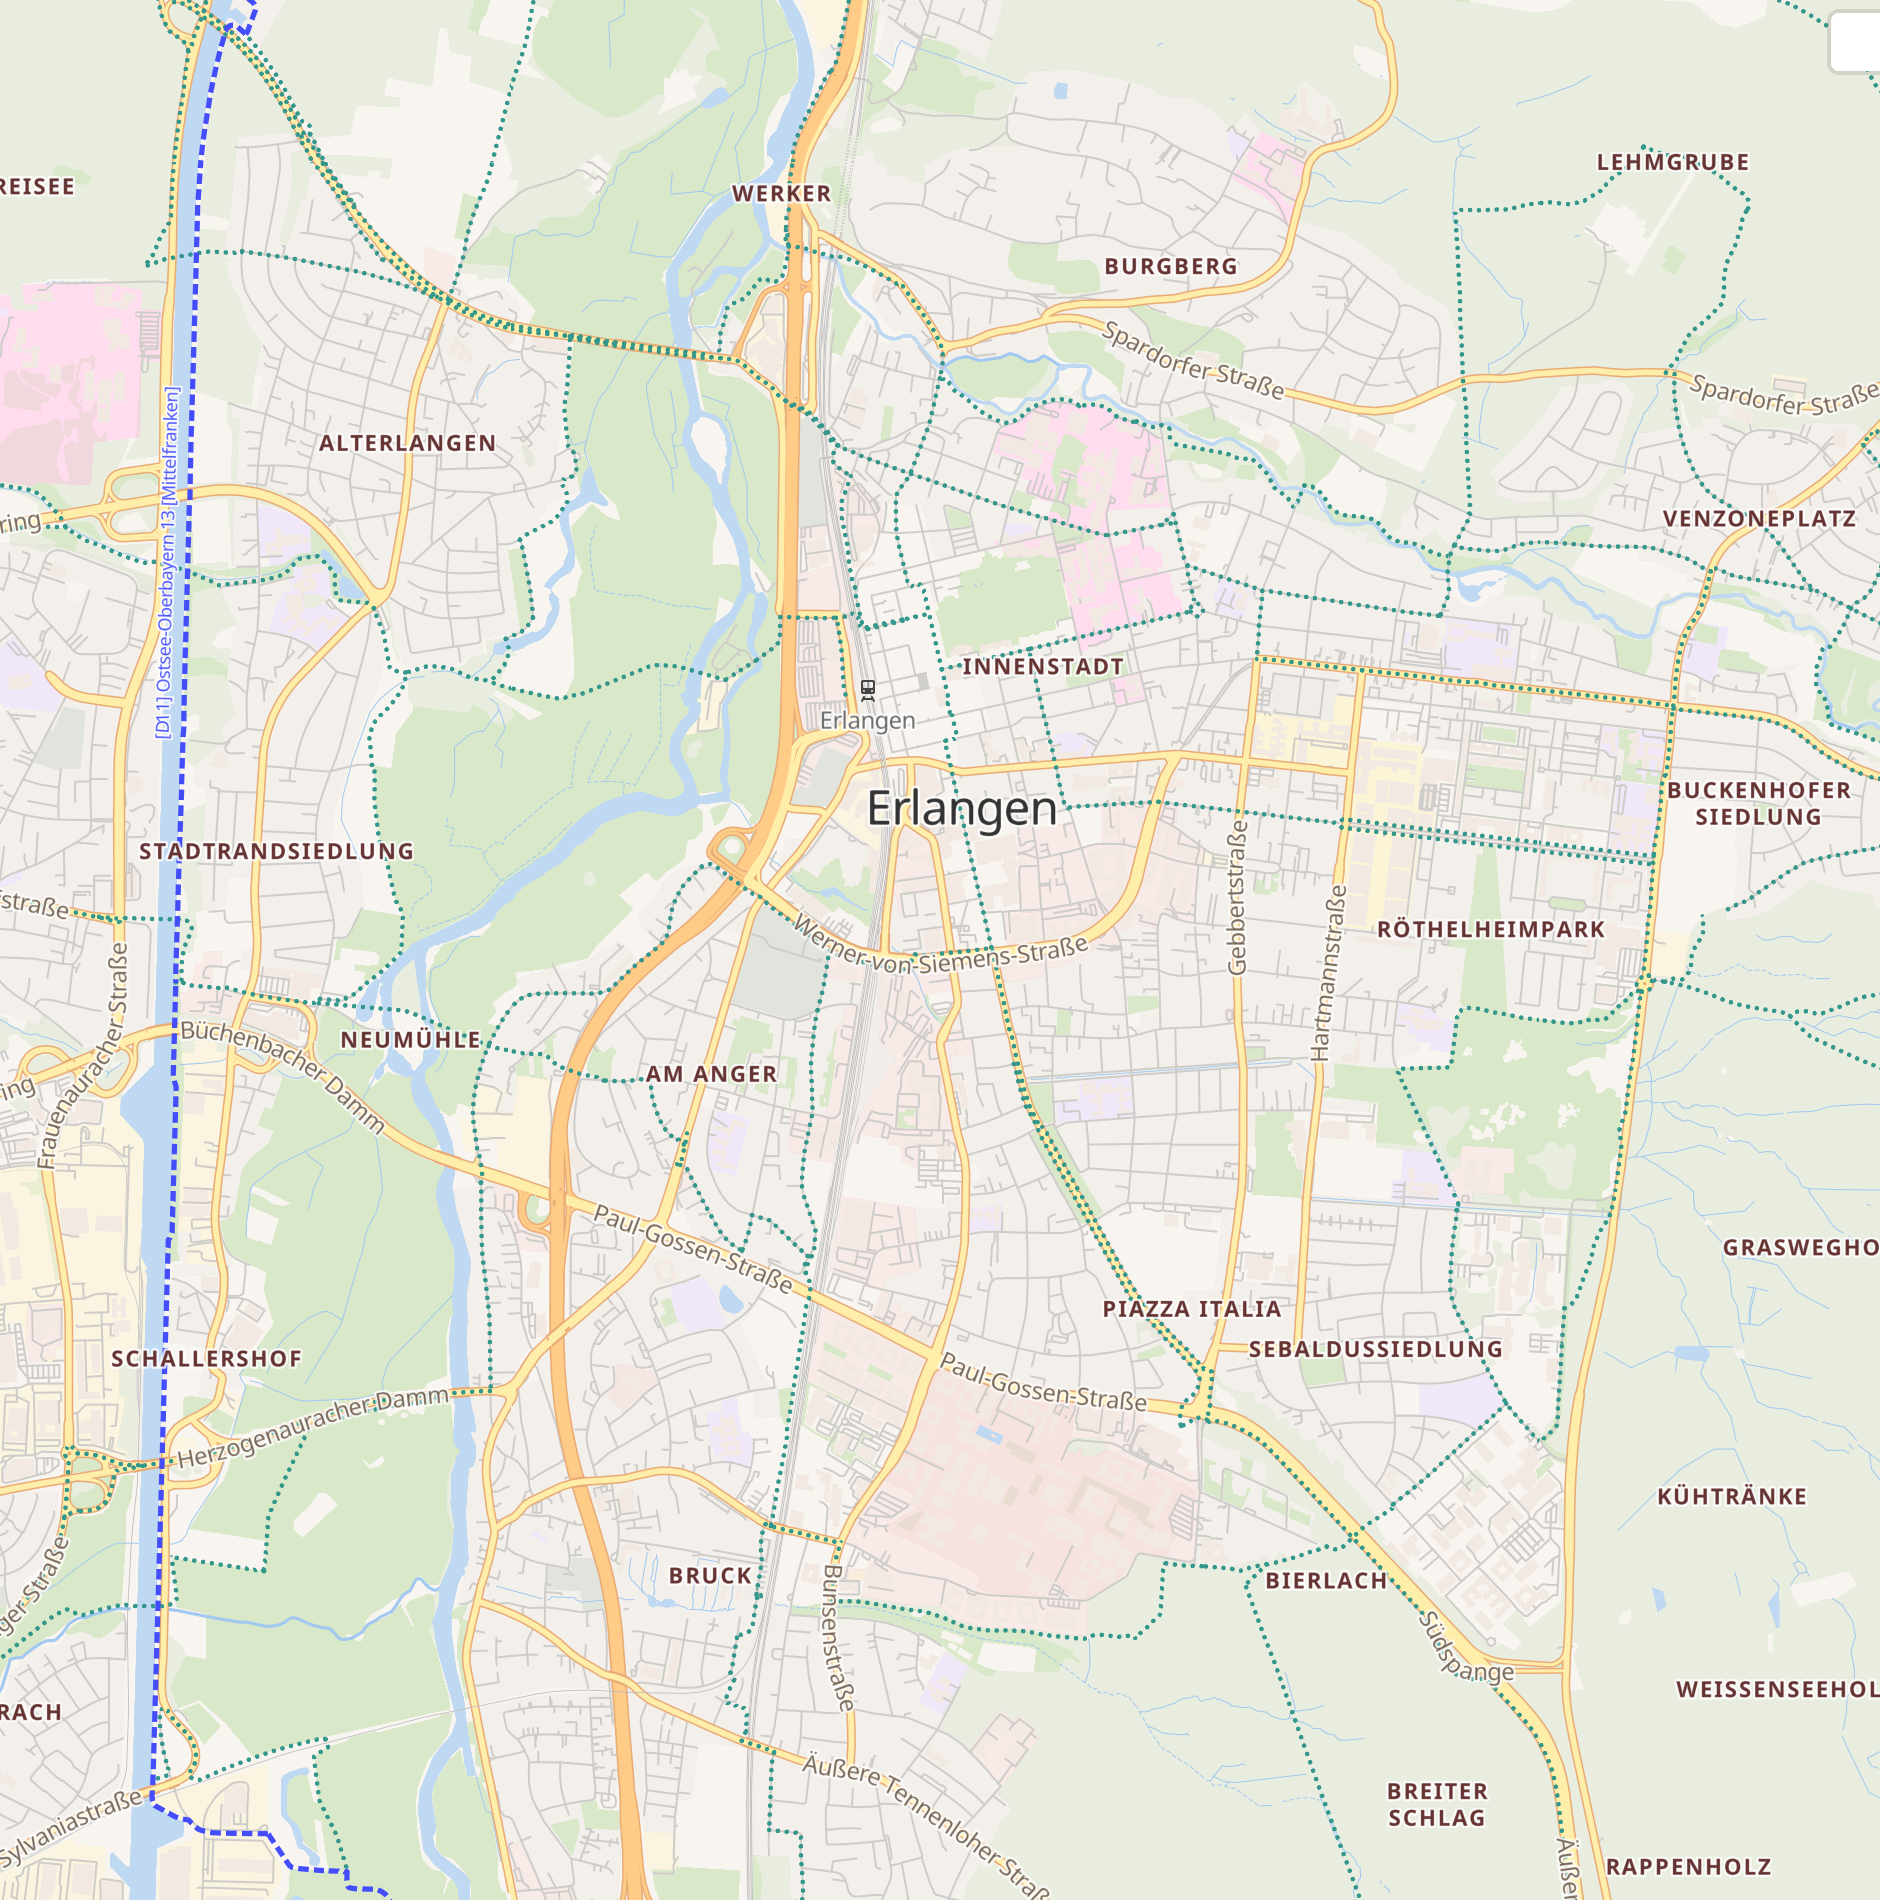 LEHMGRUBE
REISEE
WERKER
BURGBERG
Spardorfer Straße
Spardorfer Straße
ALTERLANGEN
[D11] Ostsee-Oberbayern 13 [Mittelfranken]
ring
VENZONEPLATZ
INNENSTADT
Erlangen
Erlangen
BUCKENHOFER
SIEDLUNG
STADTRANDSIEDLUNG
Gebbertstraße
Hartmannstraße
RÖTHELHEIMPARK
Werner-von-Siemens-Straße
Frauenauracher Straße
Büchenbacher Damm
NEUMÜHLE
AM ANGER
ring
Paul-Gossen-Straße
GRASWEGHO
PIAZZA ITALIA
SEBALDUSSIEDLUNG
SCHALLERSHOF
Paul-Gossen-Straße
Herzogenauracher Damm
KÜHTRÄNKE
BRUCK
BIERLACH
Bunsenstraße
ger Straße
Südspange
WEISSENSEEHOL
RACH
Äußere Tennenloher Straß
Sylvaniastraße
BREITER
SCHLAG
Äußer
RAPPENHOLZ